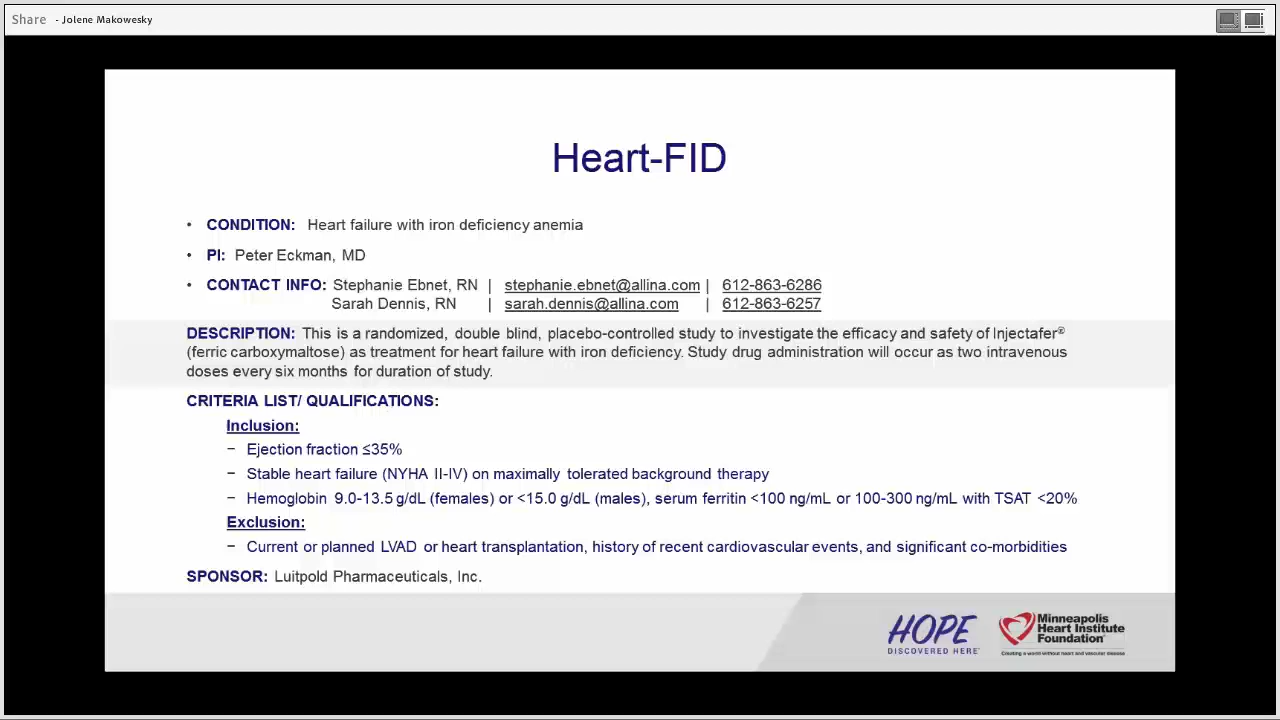 Share - Jolene Makowesky
Heart-FID
• CONDITION: Heart failure with iron deficiency anemia
• PI: Peter Eckman, MD
• CONTACT INFO: Stephanie Ebnet, RN | stephanie.ebnet@allina.com | 612-863-6286
Sarah Dennis, RN | sarah.dennis@allina.com | 612-863-6257
DESCRIPTION: This is a randomized, double blind, placebo-controlled study to investigate the efficacy and safety of Injectafer®
(ferric carboxymaltose) as treatment for heart failure with iron deficiency. Study drug administration will occur as two intravenous
doses every six months for duration of study.
CRITERIA LIST/ QUALIFICATIONS:
Inclusion:
− Ejection fraction ≤35%
− Stable heart failure (NYHA II-IV) on maximally tolerated background therapy
− Hemoglobin 9.0-13.5 g/dL (females) or <15.0 g/dL (males), serum ferritin <100 ng/mL or 100-300 ng/mL with TSAT <20%
Exclusion:
− Current or planned LVAD or heart transplantation, history of recent cardiovascular events, and significant co-morbidities
SPONSOR: Luitpold Pharmaceuticals, Inc.
HOPE
DISCOVERED HERE
Minneapolis
Heart Institute
Foundation
Creating a world without heart and vascular disease